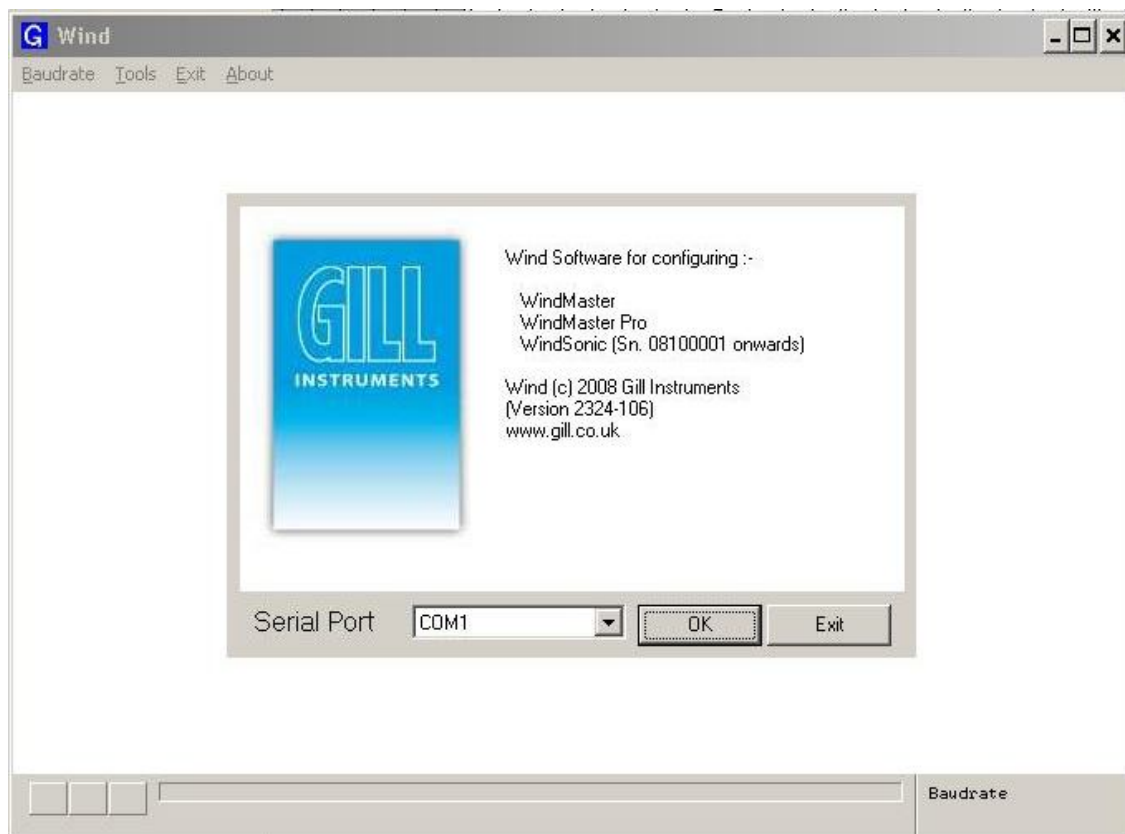 G Wind
Baudrate Tools Exit About
GILL
INSTRUMENTS
Wind Software for configuring :-
WindMaster
WindMaster Pro
WindSonic (Sn. 08100001 onwards)
Wind (c) 2008 Gill Instruments
(Version 2324-106)
www.gill.co.uk
Serial Port COM1 OK Exit
Baudrate